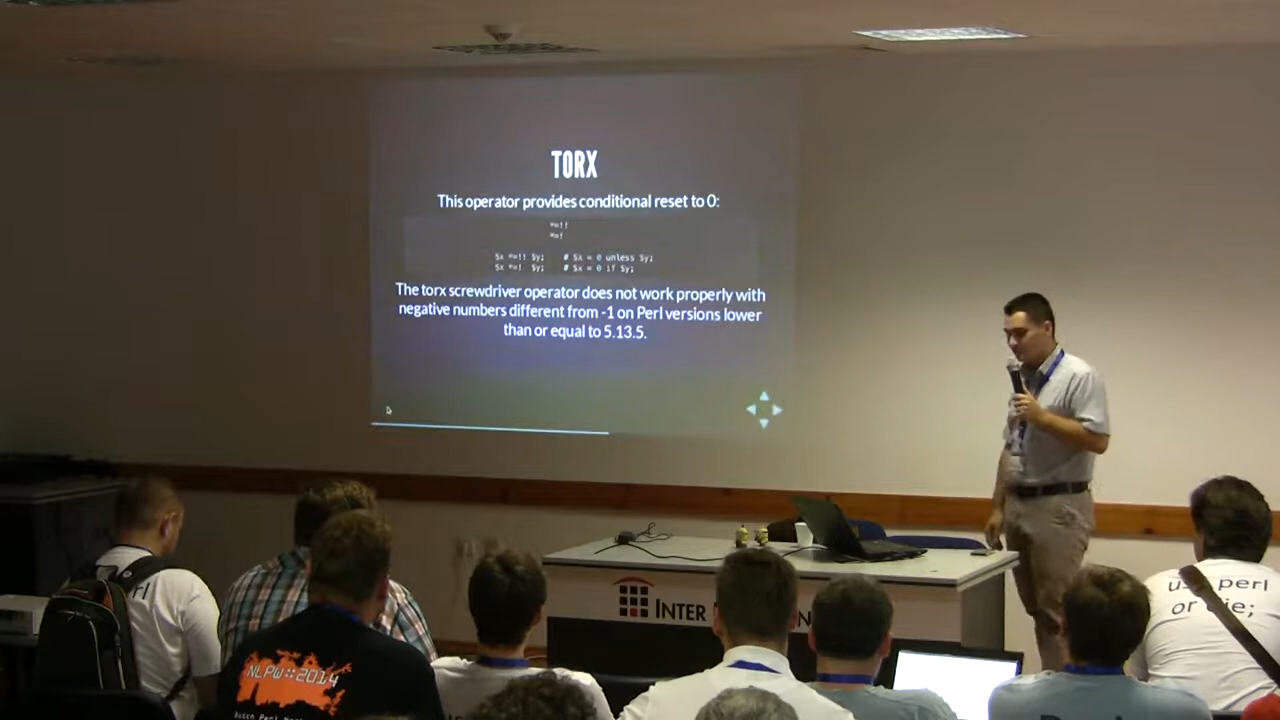 TORX
This operator provides conditional reset to 0:
*=!!
*=!
$x *=!! $y; # $x = 0 unless $y;
$x *=! $y; # $x = 0 if $y;
The torx screwdriver operator does not work properly with
negative numbers different from -1 on Perl versions lower
than or equal to 5.13.5.
INTER
use perl
or die;
NLPW::2014
Dutch Perl